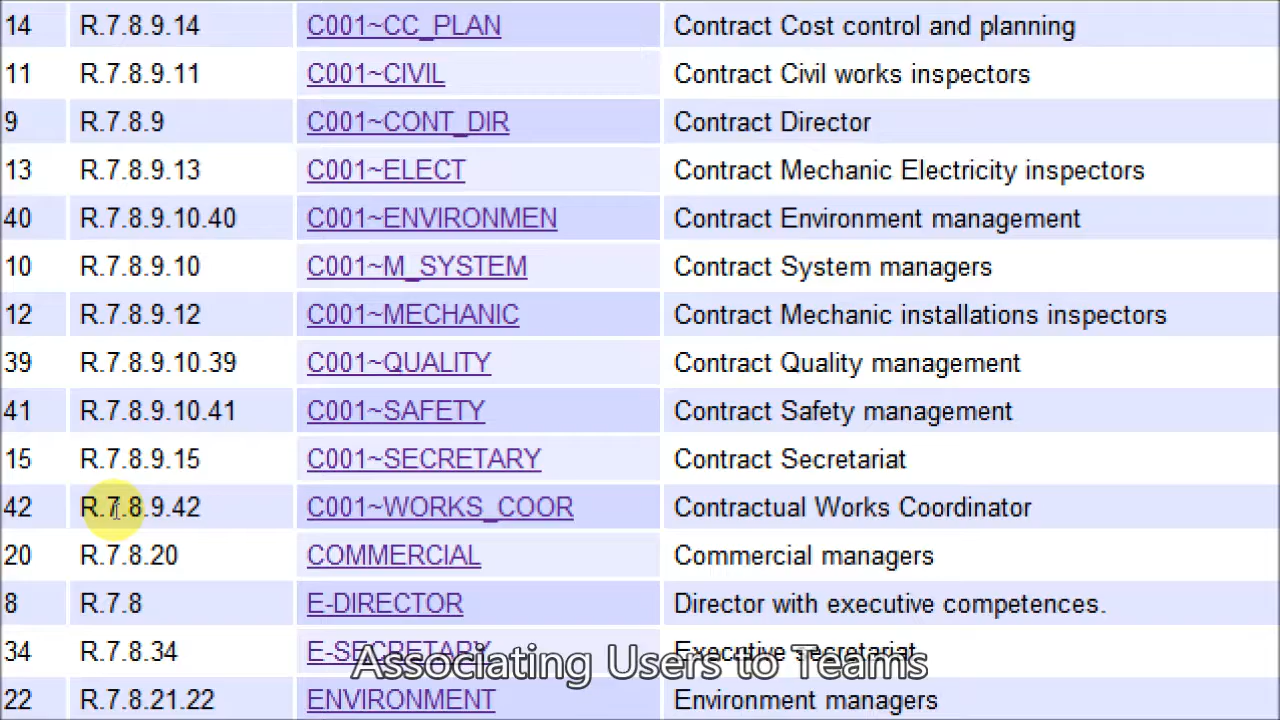 14 R.7.8.9.14 C001~CC_PLAN Contract Cost control and planning
11 R.7.8.9.11 C001~CIVIL Contract Civil works inspectors
9 R.7.8.9 C001~CONT_DIR Contract Director
13 R.7.8.9.13 C001~ELECT Contract Mechanic Electricity inspectors
40 R.7.8.9.10.40 C001~ENVIRONMEN Contract Environment management
10 R.7.8.9.10 C001~M_SYSTEM Contract System managers
12 R.7.8.9.12 C001~MECHANIC Contract Mechanic installations inspectors
39 R.7.8.9.10.39 C001~QUALITY Contract Quality management
41 R.7.8.9.10.41 C001~SAFETY Contract Safety management
15 R.7.8.9.15 C001~SECRETARY Contract Secretariat
42 R.7.8.9.42 C001~WORKS_COOR Contractual Works Coordinator
20 R.7.8.20 COMMERCIAL Commercial managers
8 R.7.8 E-DIRECTOR Director with executive competences.
34 R.7.8.34 E-SECRETARY Executive secretariat
Associating Users to Teams
22 R.7.8.21.22 ENVIRONMENT Environment managers